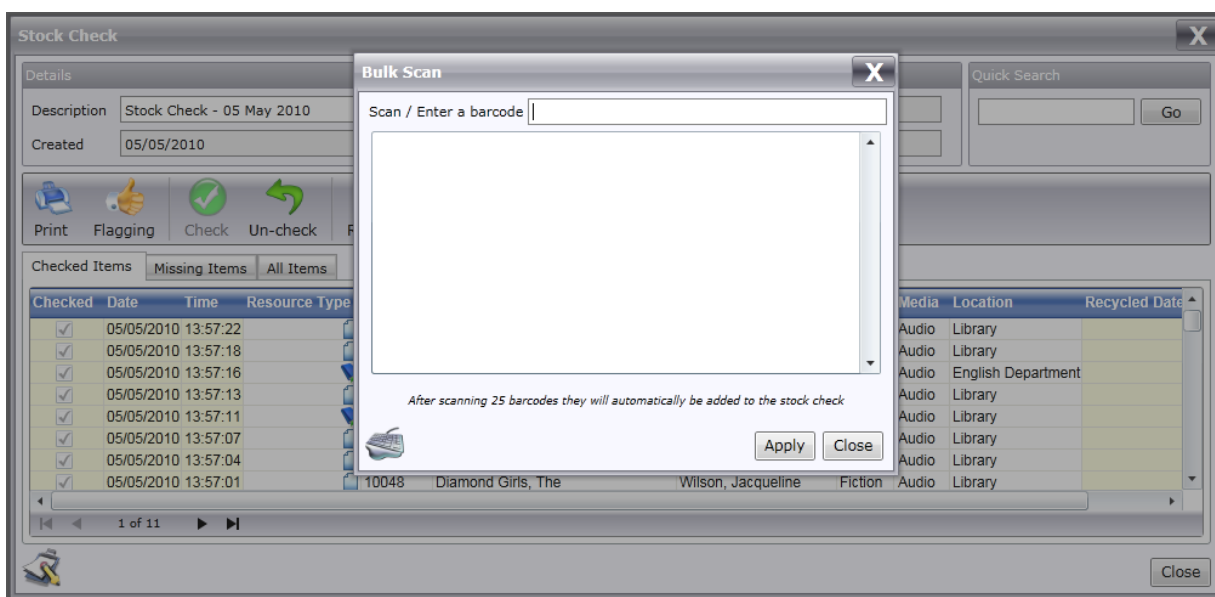 Stock Check
X
Details
Quick Search
Description Stock Check - 05 May 2010
Go
Created 05/05/2010
Bulk Scan
X
Scan / Enter a barcode
After scanning 25 barcodes they will automatically be added to the stock check
Apply Close
Print Flagging Check Un-check
Checked Items Missing Items All Items
Checked Date Time Resource Type Media Location Recycled Date
05/05/2010 13:57:22 Audio Library
05/05/2010 13:57:18 Audio Library
05/05/2010 13:57:16 Audio English Department
05/05/2010 13:57:13 Audio Library
05/05/2010 13:57:11 Audio Library
05/05/2010 13:57:07 Audio Library
05/05/2010 13:57:04 Audio Library
05/05/2010 13:57:01 10048 Diamond Girls, The Wilson, Jacqueline Fiction Audio Library
1 of 11
Close